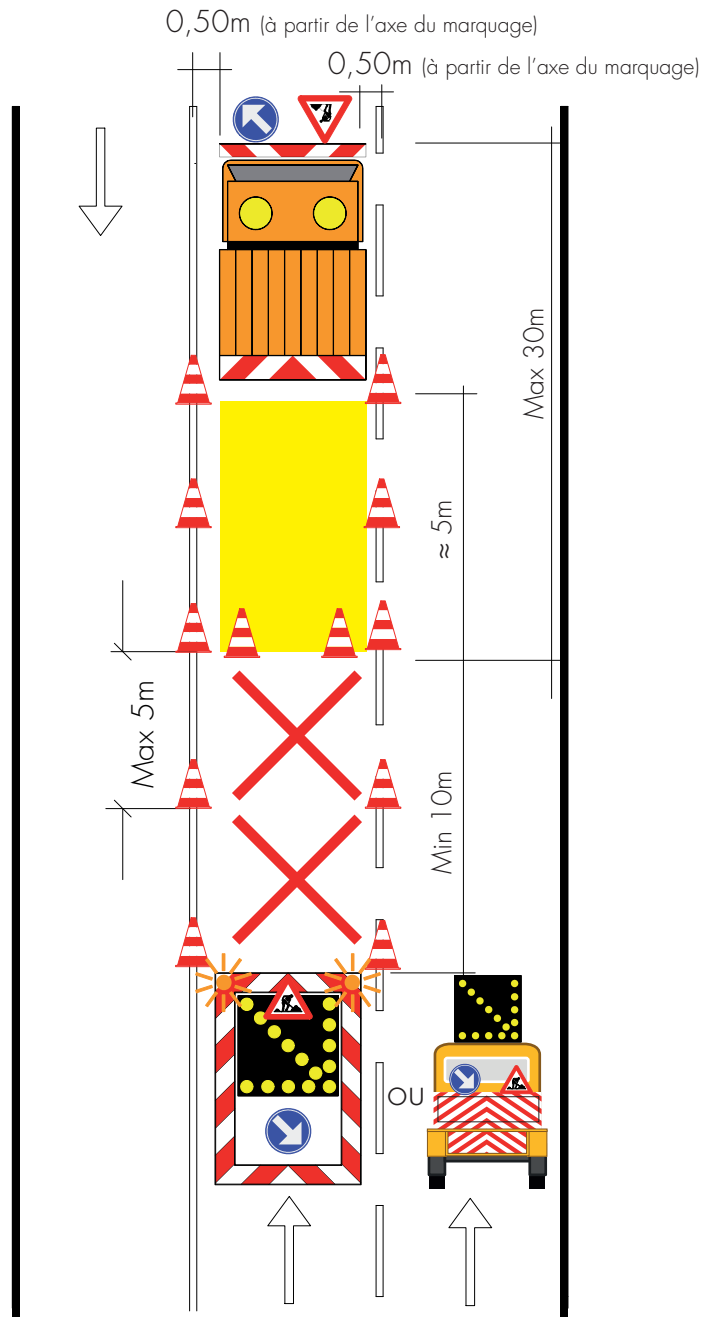 0,50m (à partir de l'axe du marquage)
0,50m (à partir de l'axe du marquage)
Max 30m
≈ 5m
Max 5m
Min 10m
OU